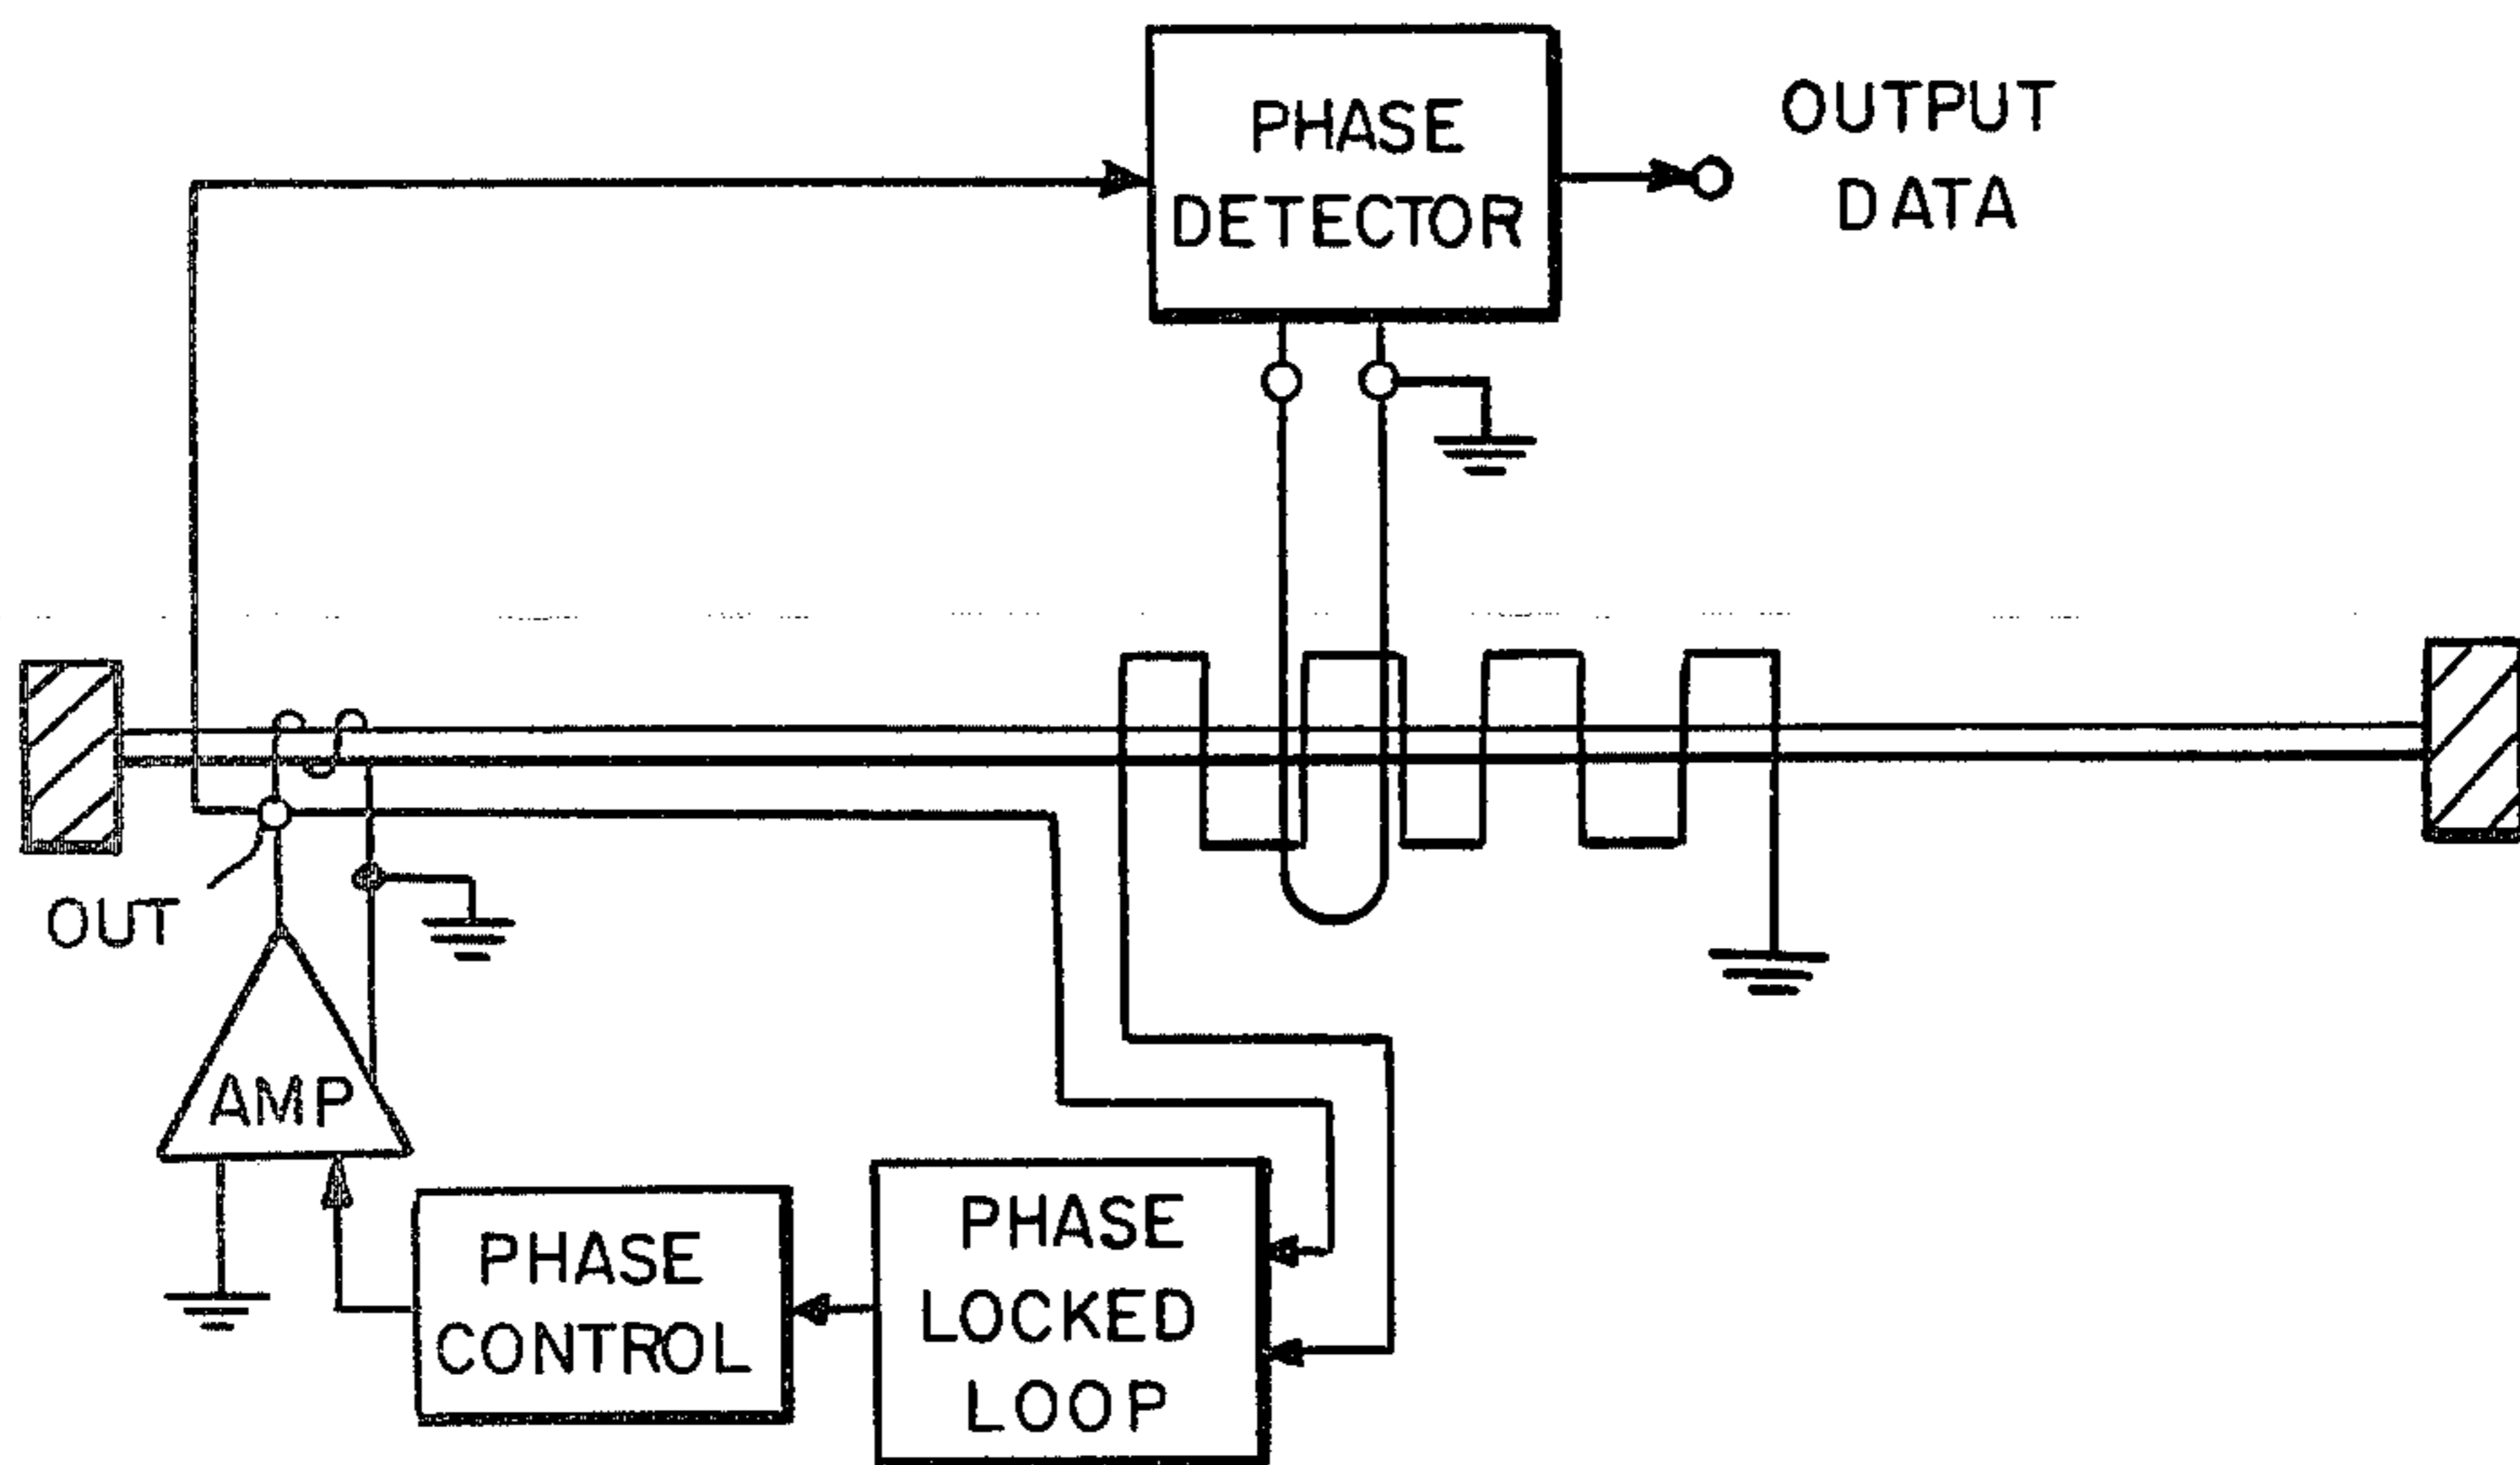 PHASE
DETECTOR
OUTPUT
DATA
OUT
AMP
PHASE
CONTROL
PHASE
LOCKED
LOOP